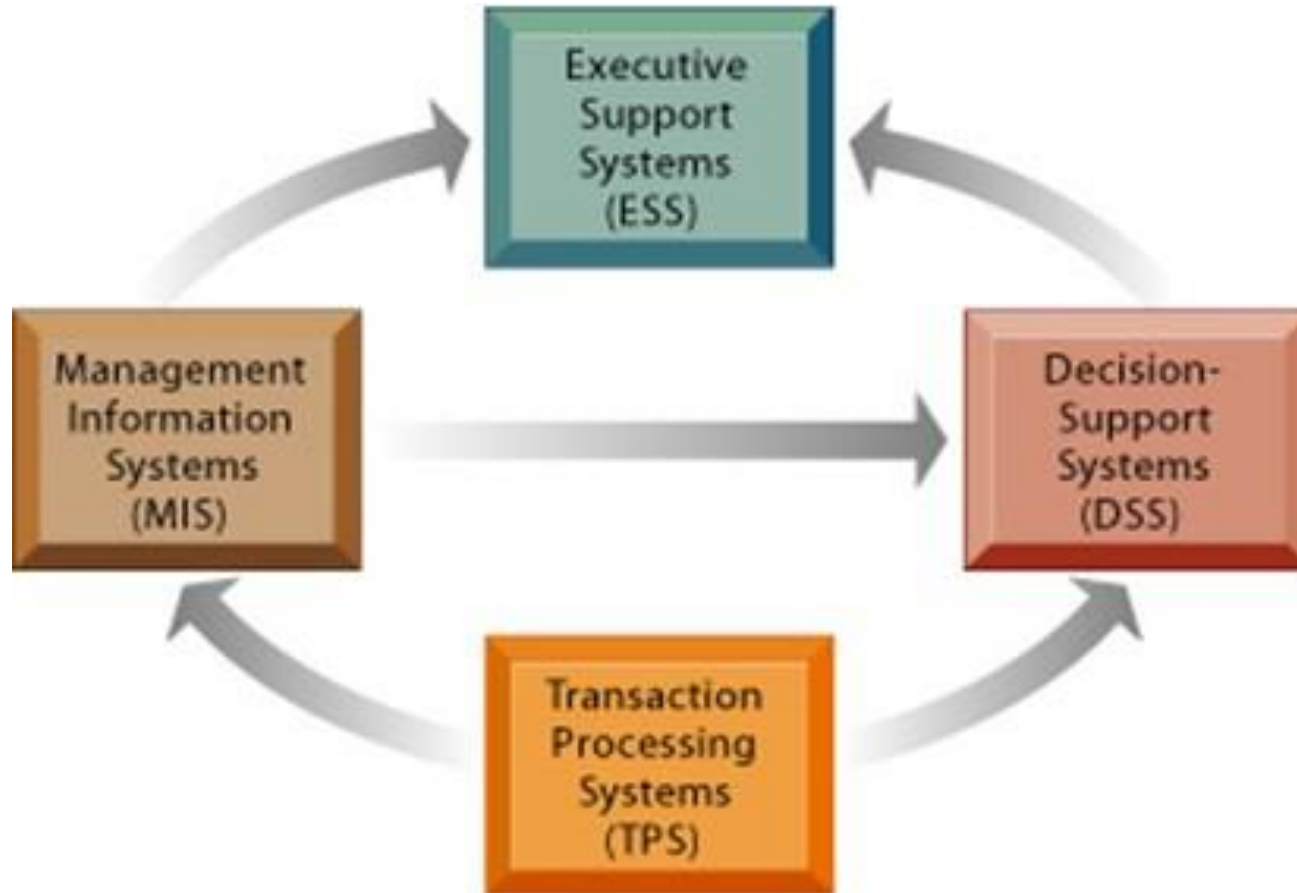 Executive
Support
Systems
(ESS)
Management
Information
Systems
(MIS)
Decision-
Support
Systems
(DSS)
Transaction
Processing
Systems
(TPS)